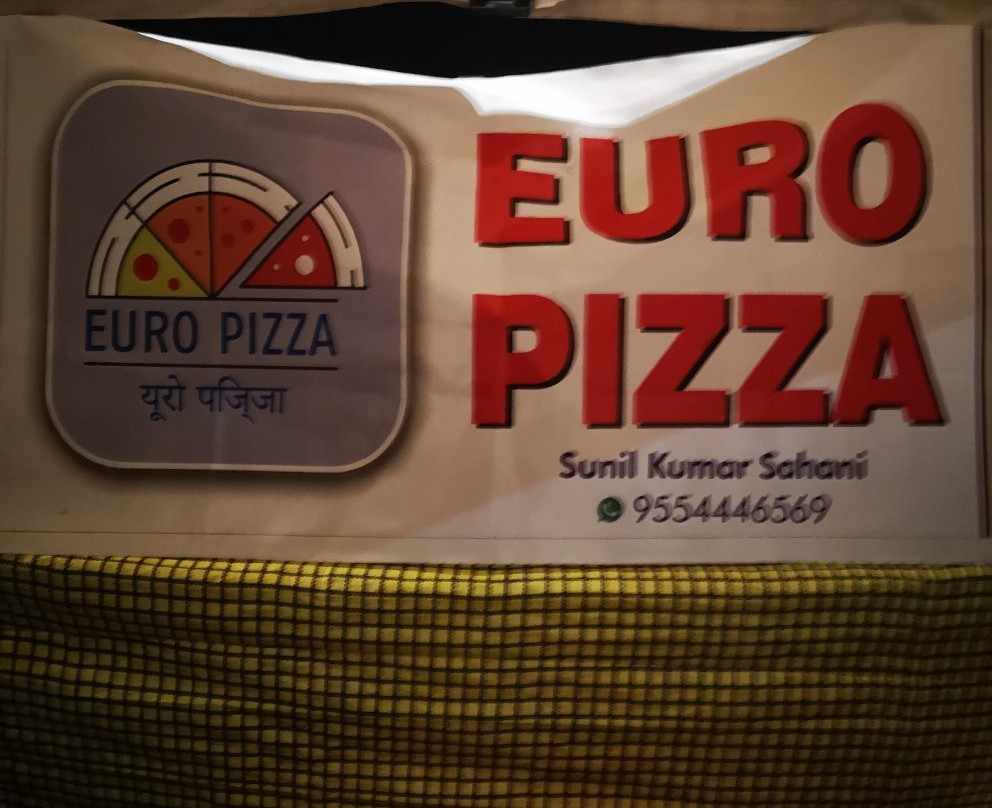 EURO PIZZA
यूरो पज़ि्जा
EURO
PIZZA
Sunil Kumar Sahani
9554446569